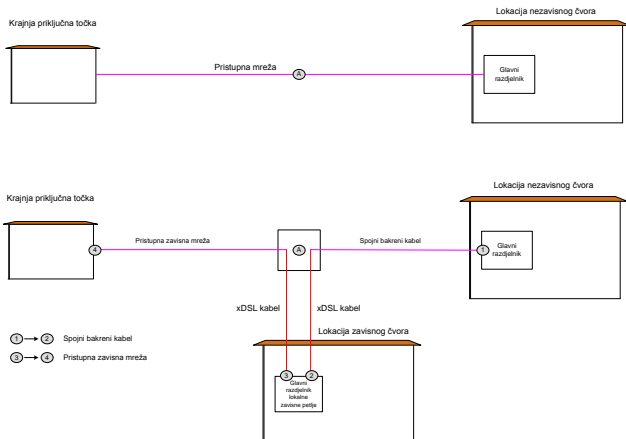 Lokacija nezavisnog čvora
Krajnja priključna točka
Pristupna mreža
A
Glavni
razdjelnik
Lokacija nezavisnog čvora
Krajnja priključna točka
4
Pristupna zavisna mreža
A
Spojni bakreni kabel
1
Glavni
razdjelnik
xDSL kabel
xDSL kabel
Lokacija zavisnog čvora
1 2 Spojni bakreni kabel
3 4 Pristupna zavisna mreža
3
2
Glavni
razdjelnik
lokalne
zavisne petlje